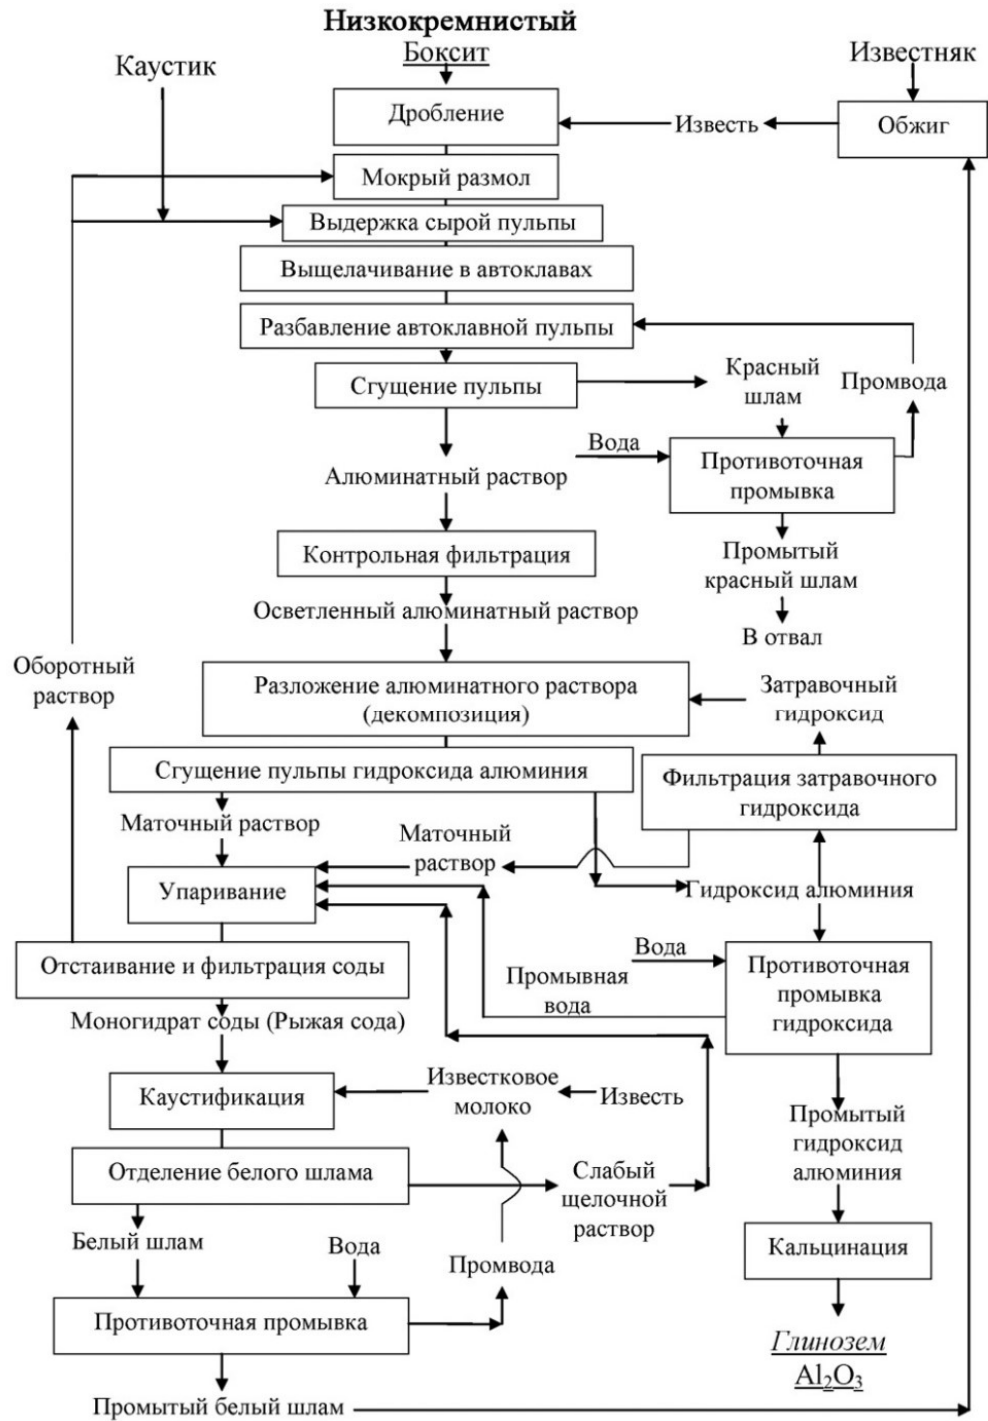 Низкокремнистый
Боксит
Каустик
Известняк
Дробление
Известь
Обжиг
Мокрый размол
Выдержка сырой пульпы
Выщелачивание в автоклавах
Разбавление автоклавной пульпы
Сгущение пульпы
Красный
шлам
Промвода
Вода
Противоточная
промывка
Алюминатный раствор
Контрольная фильтрация
Промытый
красный шлам
Осветленный алюминатный раствор
В отвал
Оборотный
раствор
Разложение алюминатного раствора
(декомпозиция)
Затравочный
гидроксид
Сгущение пульпы гидроксида алюминия
Фильтрация затравочного
гидроксида
Маточный раствор
Маточный
раствор
Упаривание
Гидроксид алюминия
Отстаивание и фильтрация соды
Вода
Промывная
вода
Противоточная
промывка
гидроксида
Моногидрат соды (Рыжая сода)
Каустификация
Известковое
молоко
Известь
Промытый
гидроксид
алюминия
Отделение белого шлама
Слабый
щелочной
раствор
Белый шлам
Вода
Промвода
Кальцинация
Противоточная промывка
Глинозем
Al₂O₃
Промытый белый шлам